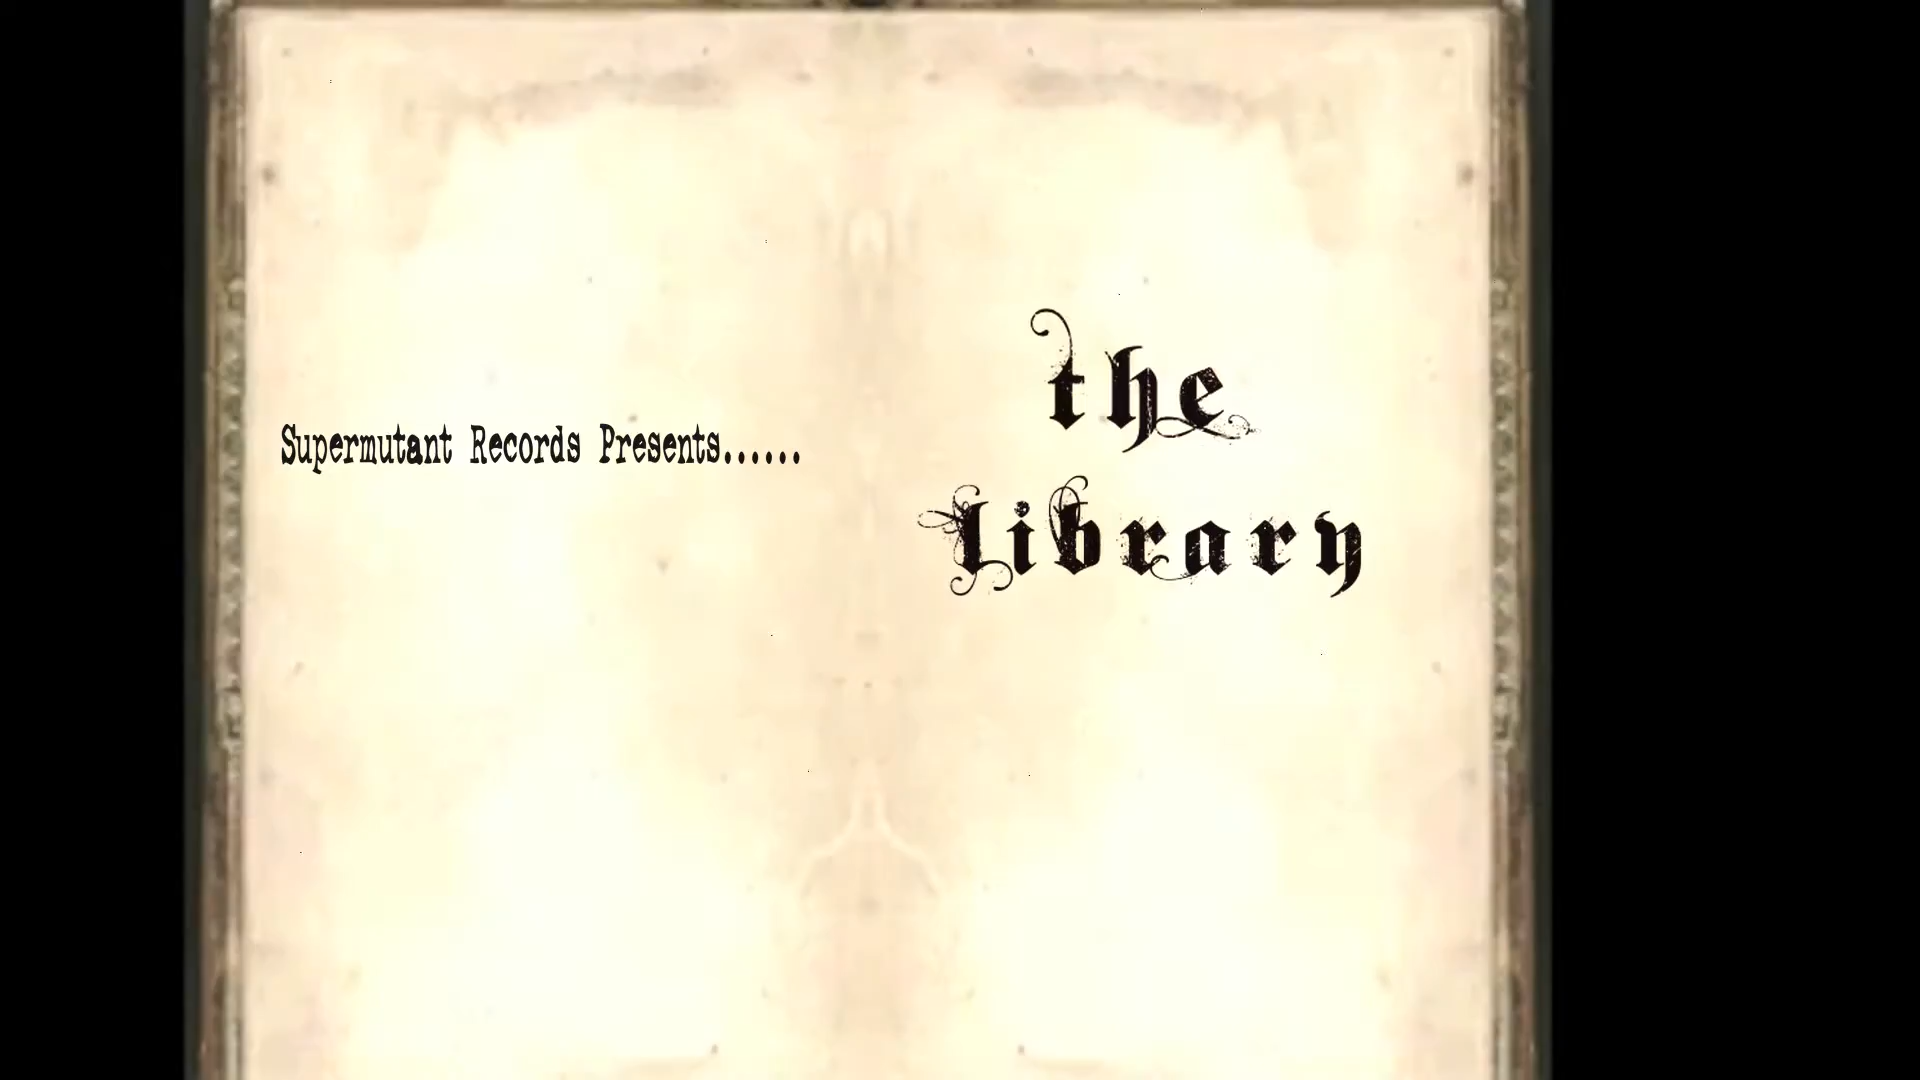 Supermutant Records Presents......
the
library